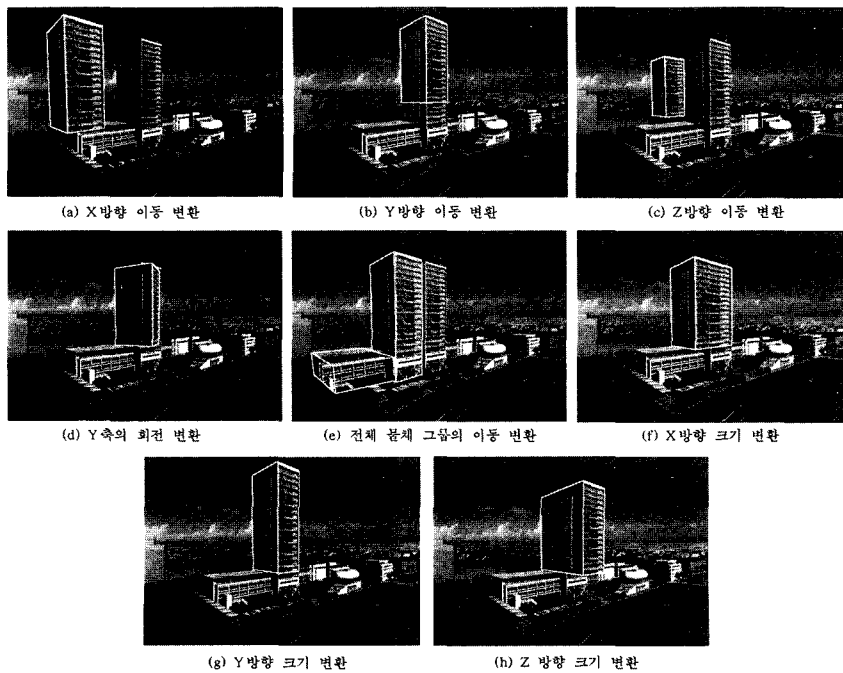 (a) X방향 이동 변환
(b) Y방향 이동 변환
(c) Z방향 이동 변환
(d) Y축의 회전 변환
(e) 전체 물체 그룹의 이동 변환
(f) X방향 크기 변환
(g) Y방향 크기 변환
(h) Z 방향 크기 변환